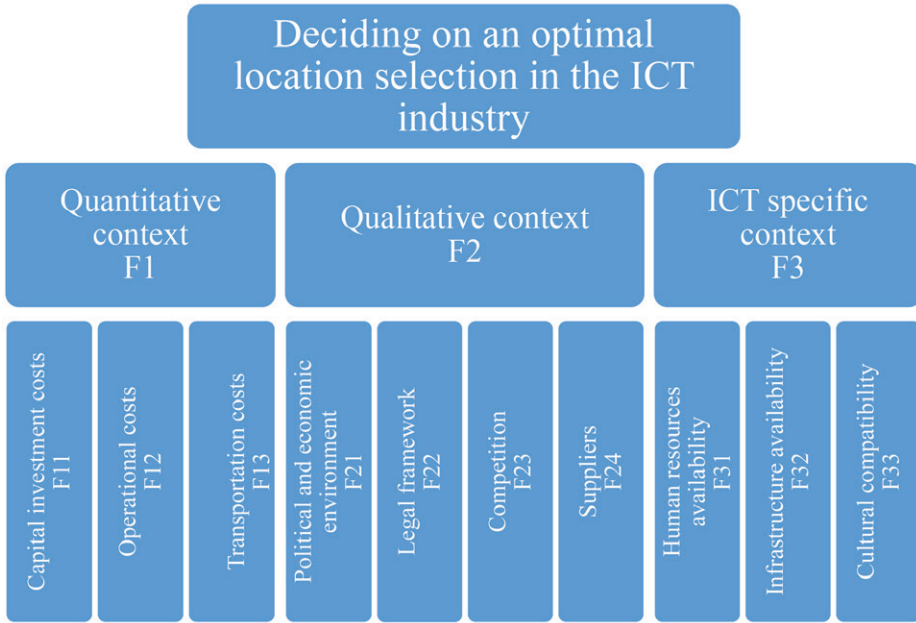 Deciding on an optimal
location selection in the ICT
industry
Quantitative
context
F1
Qualitative context
F2
ICT specific
context
F3
Capital investment costs
F11
Operational costs
F12
Transportation costs
F13
Political and economic
environment
F21
Legal framework
F22
Competition
F23
Suppliers
F24
Human resources
availability
F31
Infrastructure availability
F32
Cultural compatibility
F33